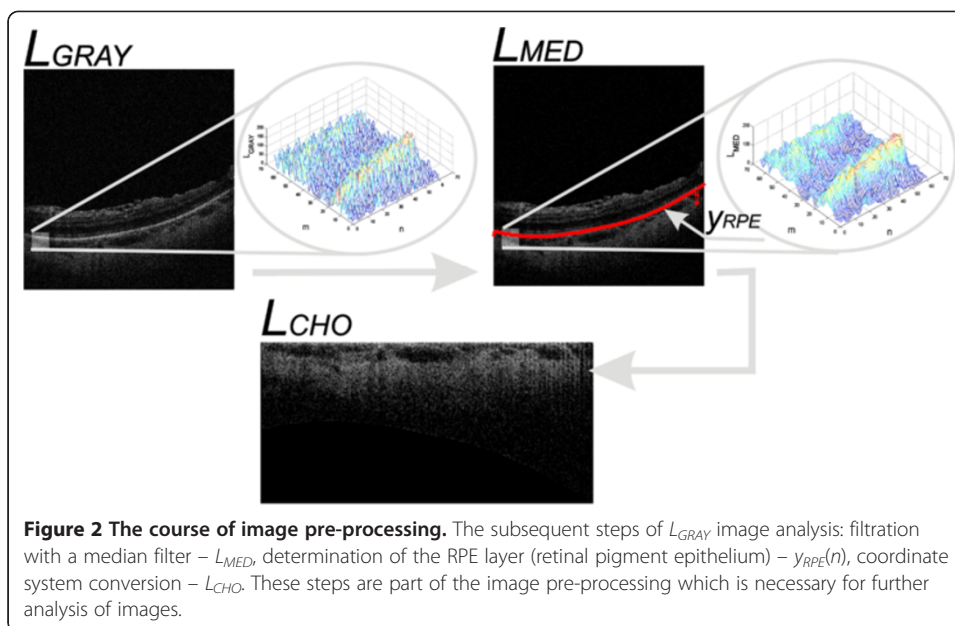 LGRAY
LMED
LGRAY
m
n
LMED
m
n
yRPE
LCHO
Figure 2 The course of image pre-processing. The subsequent steps of LGRAY image analysis: filtration
with a median filter – LMED, determination of the RPE layer (retinal pigment epithelium) – yRPE(n), coordinate
system conversion – LCHO. These steps are part of the image pre-processing which is necessary for further
analysis of images.